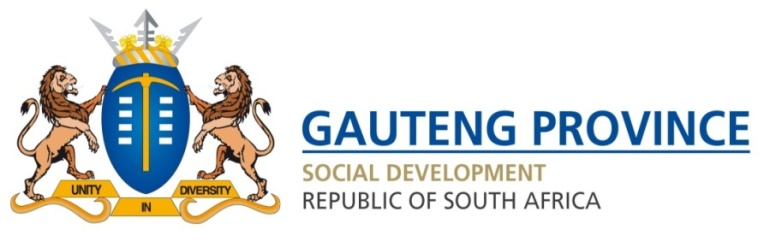 UNITY
IN
DIVERSITY
GAUTENG PROVINCE
SOCIAL DEVELOPMENT
REPUBLIC OF SOUTH AFRICA